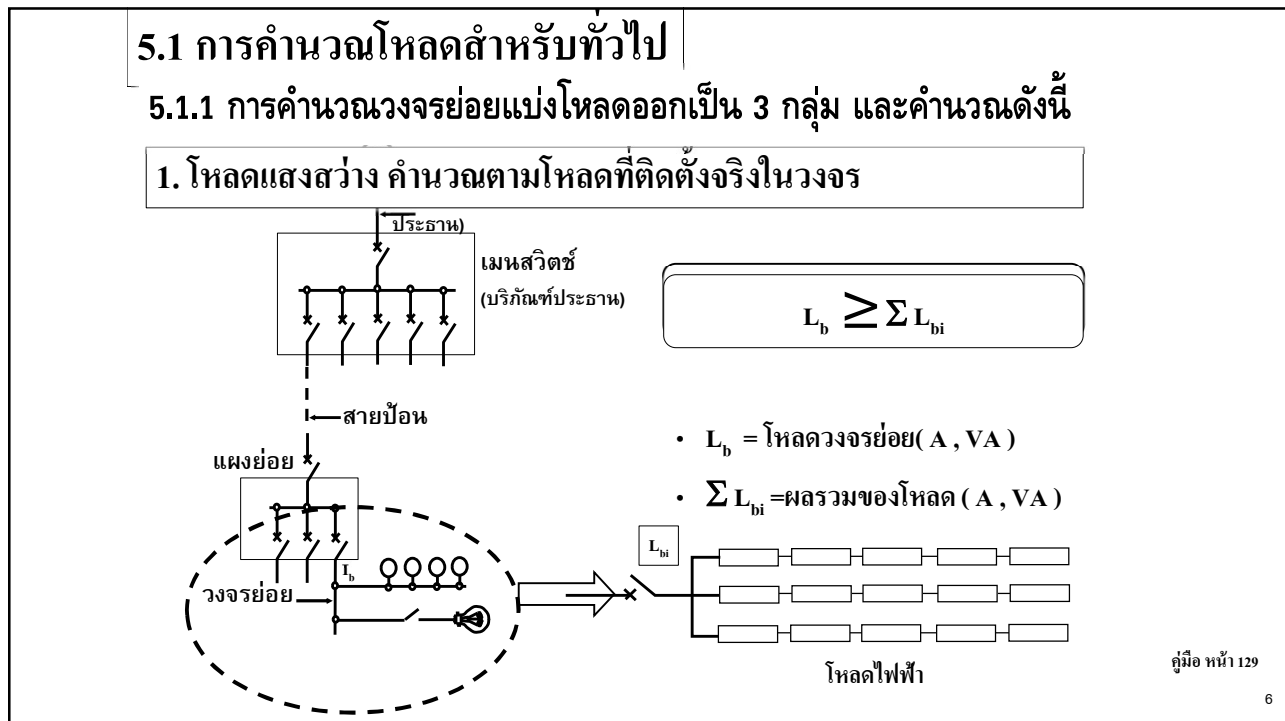 5.1 การคำนวณโหลดสำหรับทั่วไป
5.1.1 การคำนวณวงจรย่อยแบ่งโหลดออกเป็น 3 กลุ่ม และคำนวณดังนี้
1. โหลดแสงสว่าง คำนวณตามโหลดที่ติดตั้งจริงในวงจร
ประธาน)
เมนสวิตช์
(บริภัณฑ์ประธาน)
L_b ≥ Σ L_bi
สายป้อน
แผงย่อย
• L_b = โหลดวงจรย่อย( A , VA )
• Σ L_bi =ผลรวมของโหลด ( A , VA )
L_bi
I_b
วงจรย่อย
โหลดไฟฟ้า
คู่มือ หน้า 129
6